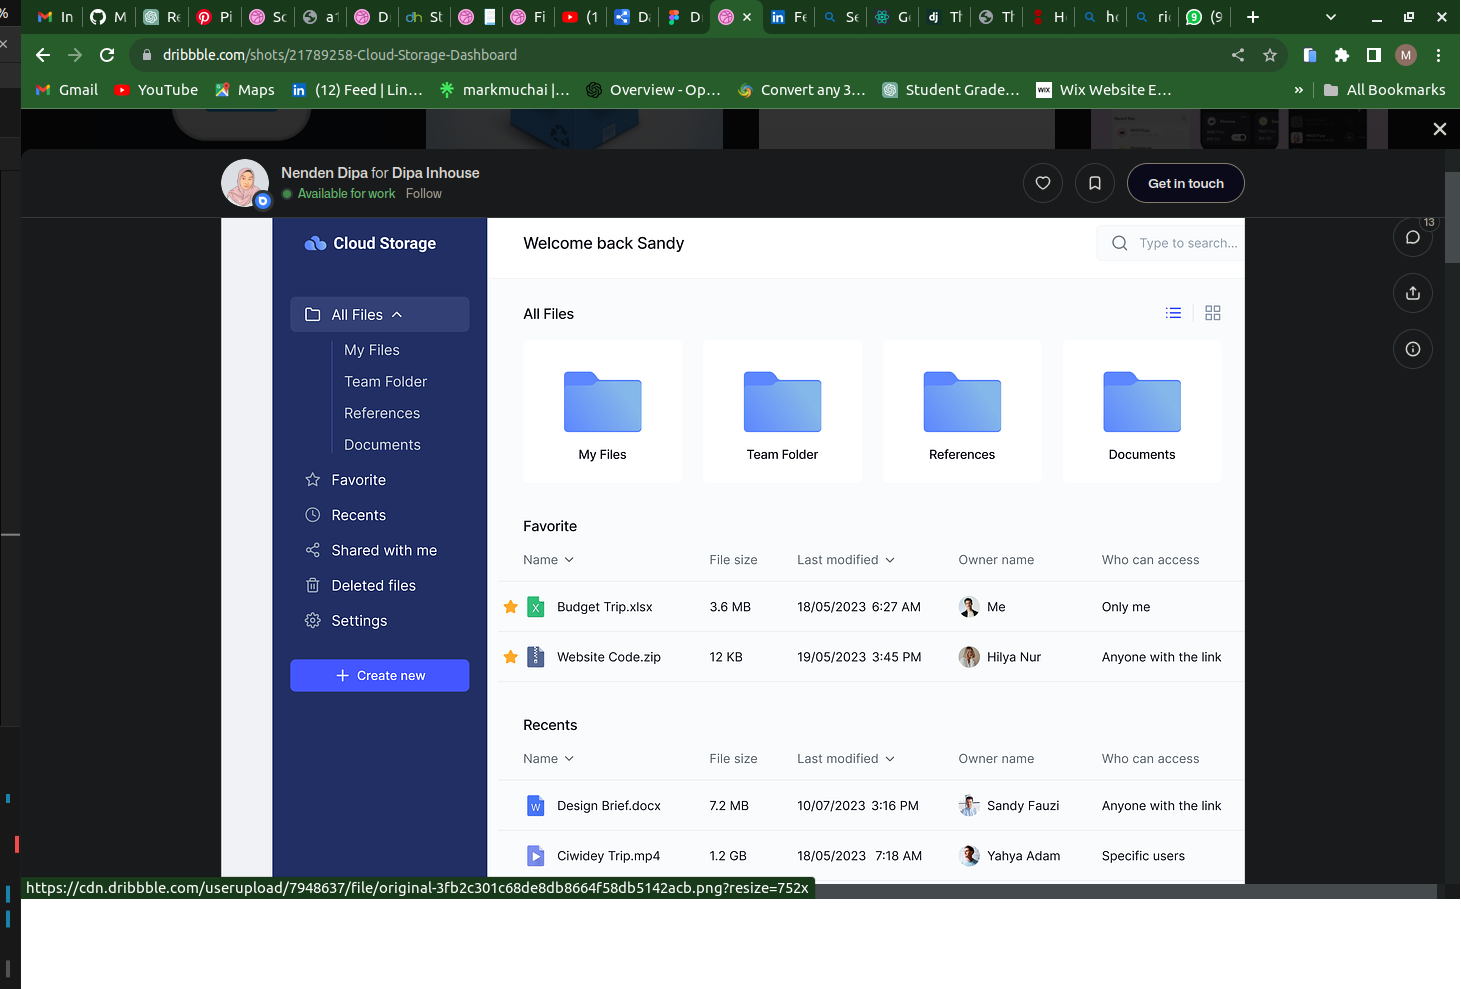 %
In
M
Re
Pi
Sc
a1
D
St
Fi
(1
Da
D
Fe
Se
Ge
dj
Th
Th
H
ho
ric
9
(9
dribbble.com/shots/21789258-Cloud-Storage-Dashboard
M
Gmail
YouTube
Maps
in
(12) Feed | Lin...
markmuchai |...
Overview - Op...
Convert any 3...
Student Grade...
WIX
Wix Website E...
»
All Bookmarks
Nenden Dipa for Dipa Inhouse
Available for work
Follow
Get in touch
13
Cloud Storage
Welcome back Sandy
Type to search...
All Files
My Files
Team Folder
References
Documents
Favorite
Recents
Shared with me
Deleted files
Settings
+ Create new
All Files
My Files
Team Folder
References
Documents
Favorite
Name File size Last modified Owner name Who can access
Budget Trip.xlsx 3.6 MB 18/05/2023 6:27 AM Me Only me
Website Code.zip 12 KB 19/05/2023 3:45 PM Hilya Nur Anyone with the link
Recents
Name File size Last modified Owner name Who can access
Design Brief.docx 7.2 MB 10/07/2023 3:16 PM Sandy Fauzi Anyone with the link
Ciwidey Trip.mp4 1.2 GB 18/05/2023 7:18 AM Yahya Adam Specific users
https://cdn.dribbble.com/userupload/7948637/file/original-3fb2c301c68de8db8664f58db5142acb.png?resize=752x